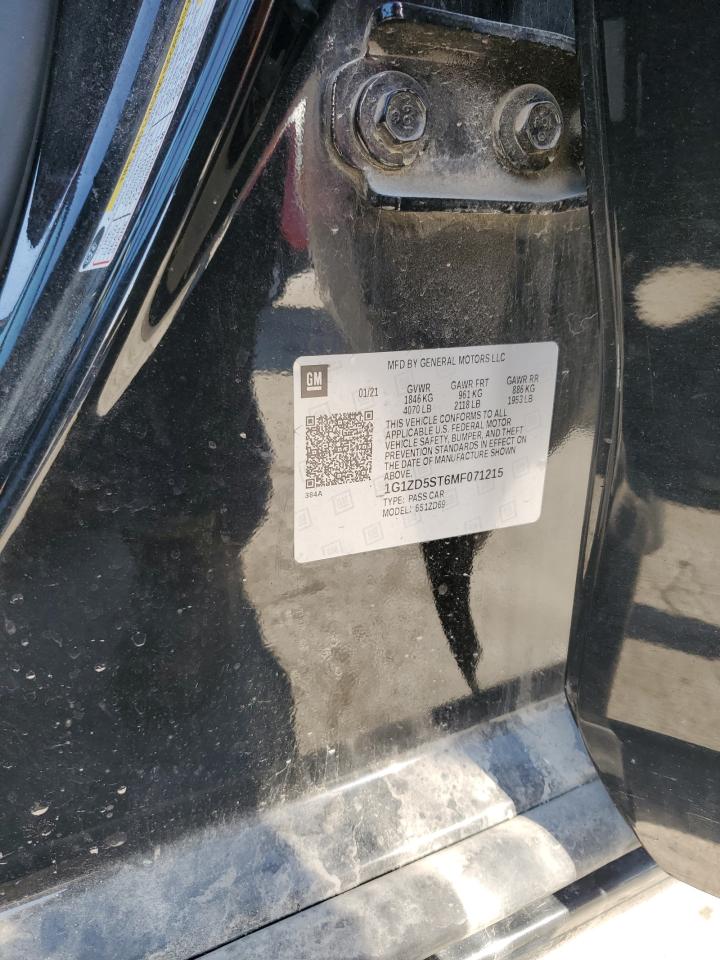 MFD BY GENERAL MOTORS LLC
GM
01/21
GVWR GAWR FRT GAWR RR
1846 KG 961 KG 886 KG
4070 LB 2118 LB 1953 LB
THIS VEHICLE CONFORMS TO ALL
APPLICABLE U.S. FEDERAL MOTOR
VEHICLE SAFETY, BUMPER, AND THEFT
PREVENTION STANDARDS IN EFFECT ON
THE DATE OF MANUFACTURE SHOWN
ABOVE.
384A
1G1ZD5ST6MF071215
TYPE: PASS CAR
MODEL: 6S1ZD69